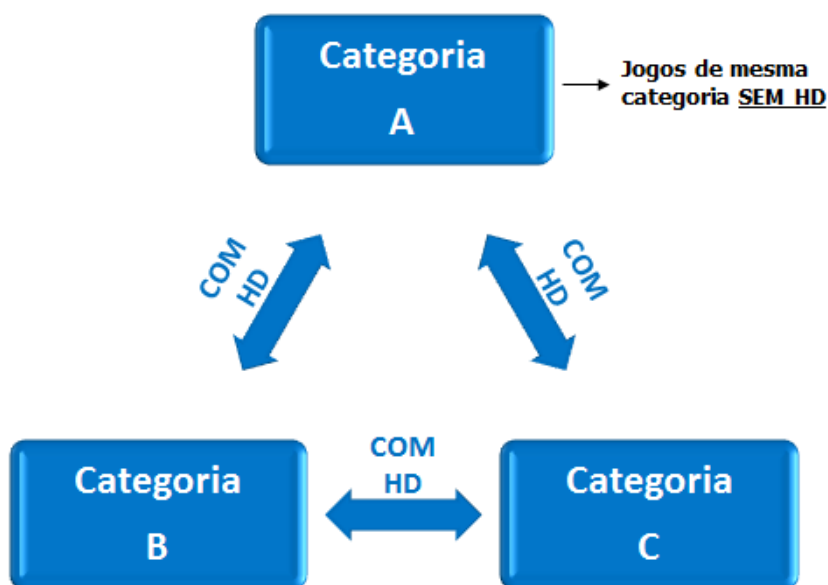 Categoria
A
Jogos de mesma
categoria SEM HD
COM
HD
COM
HD
COM
HD
Categoria
B
Categoria
C